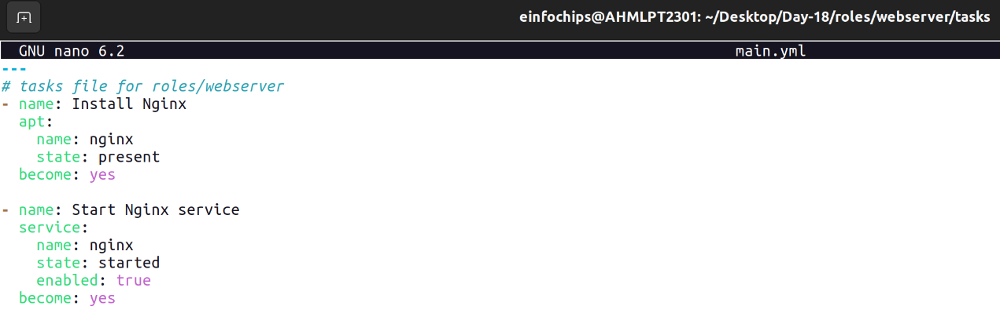 einfochips@AHMLPT2301: ~/Desktop/Day-18/roles/webserver/tasks
GNU nano 6.2 main.yml
---
# tasks file for roles/webserver
- name: Install Nginx
  apt:
    name: nginx
    state: present
  become: yes

- name: Start Nginx service
  service:
    name: nginx
    state: started
    enabled: true
  become: yes